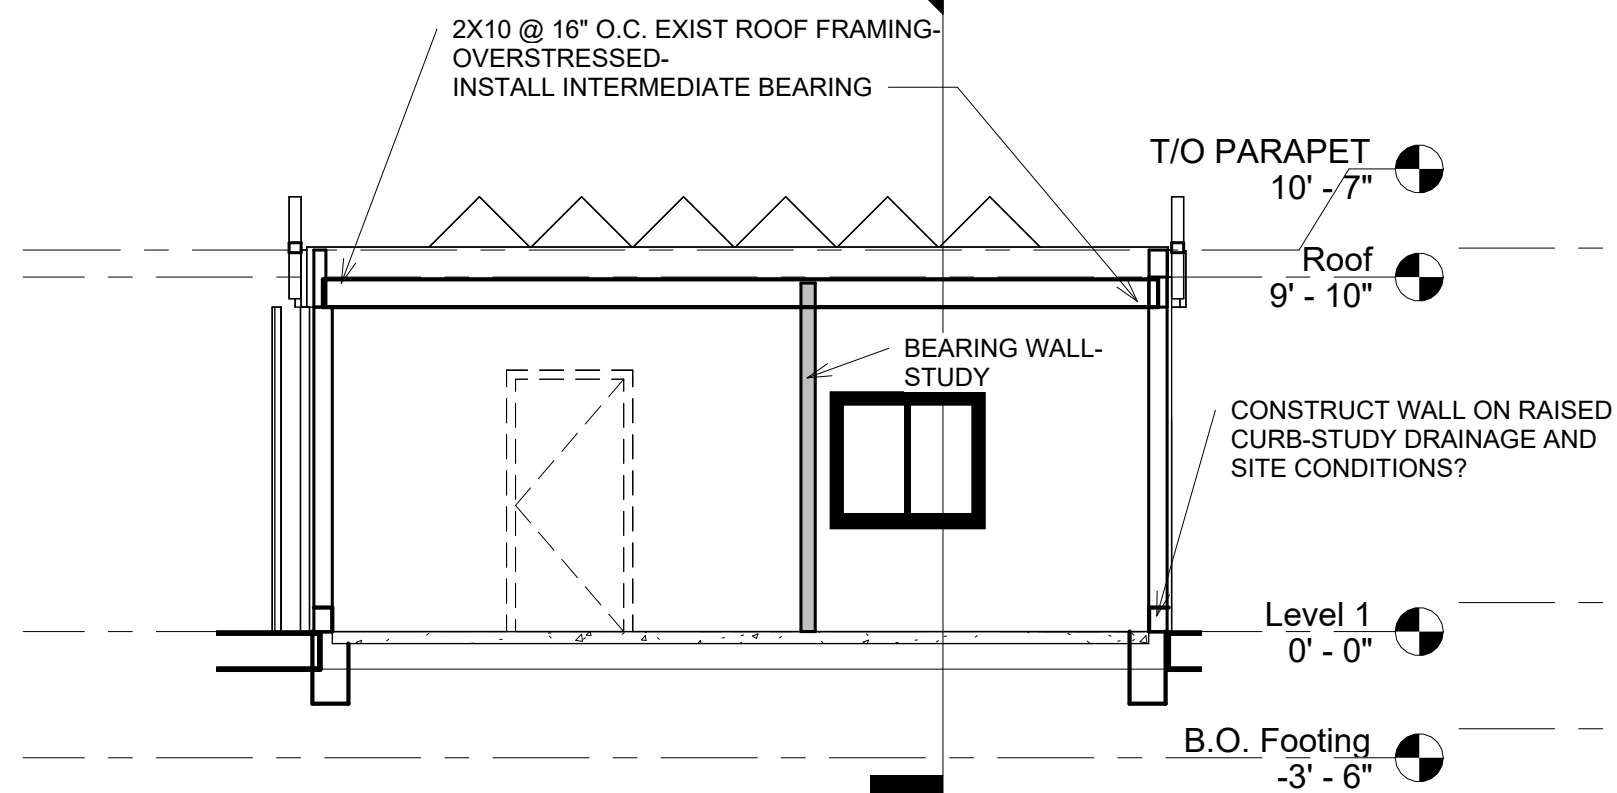 2X10 @ 16" O.C. EXIST ROOF FRAMING-
OVERSTRESSED-
INSTALL INTERMEDIATE BEARING
T/O PARAPET
10' - 7"
Roof
9' - 10"
BEARING WALL-
STUDY
CONSTRUCT WALL ON RAISED
CURB-STUDY DRAINAGE AND
SITE CONDITIONS?
Level 1
0' - 0"
B.O. Footing
-3' - 6"